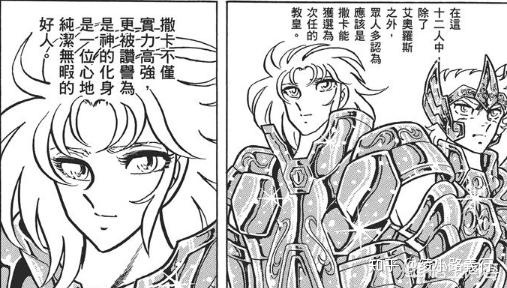 在這
十二人中，
除了
艾奧羅斯
之外，
眾人多認為
應該是
撒卡能
獲選為
次任的
教皇。
撒卡不僅
實力高強，
更被讚譽為
是神的化身
是一位心地
純潔無暇的
好人。